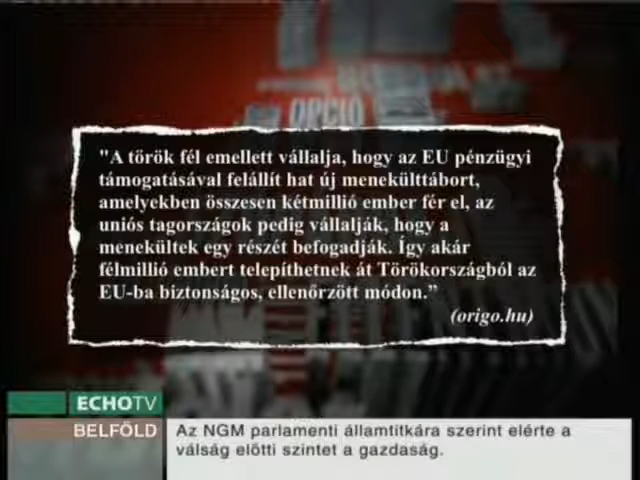 OPCIÓ
"A török fél emellett vállalja, hogy az EU pénzügyi
támogatásával felállít hat új menekülttábort,
amelyekben összesen kétmillió ember fér el, az
uniós tagországok pedig vállalják, hogy a
menekültek egy részét befogadják. Így akár
félmillió embert telepíthetnek át Törökországból az
EU-ba biztonságos, ellenőrzött módon."
(origo.hu)
ECHOTV
BELFÖLD
Az NGM parlamenti államtitkára szerint elérte a
válság előtti szintet a gazdaság.